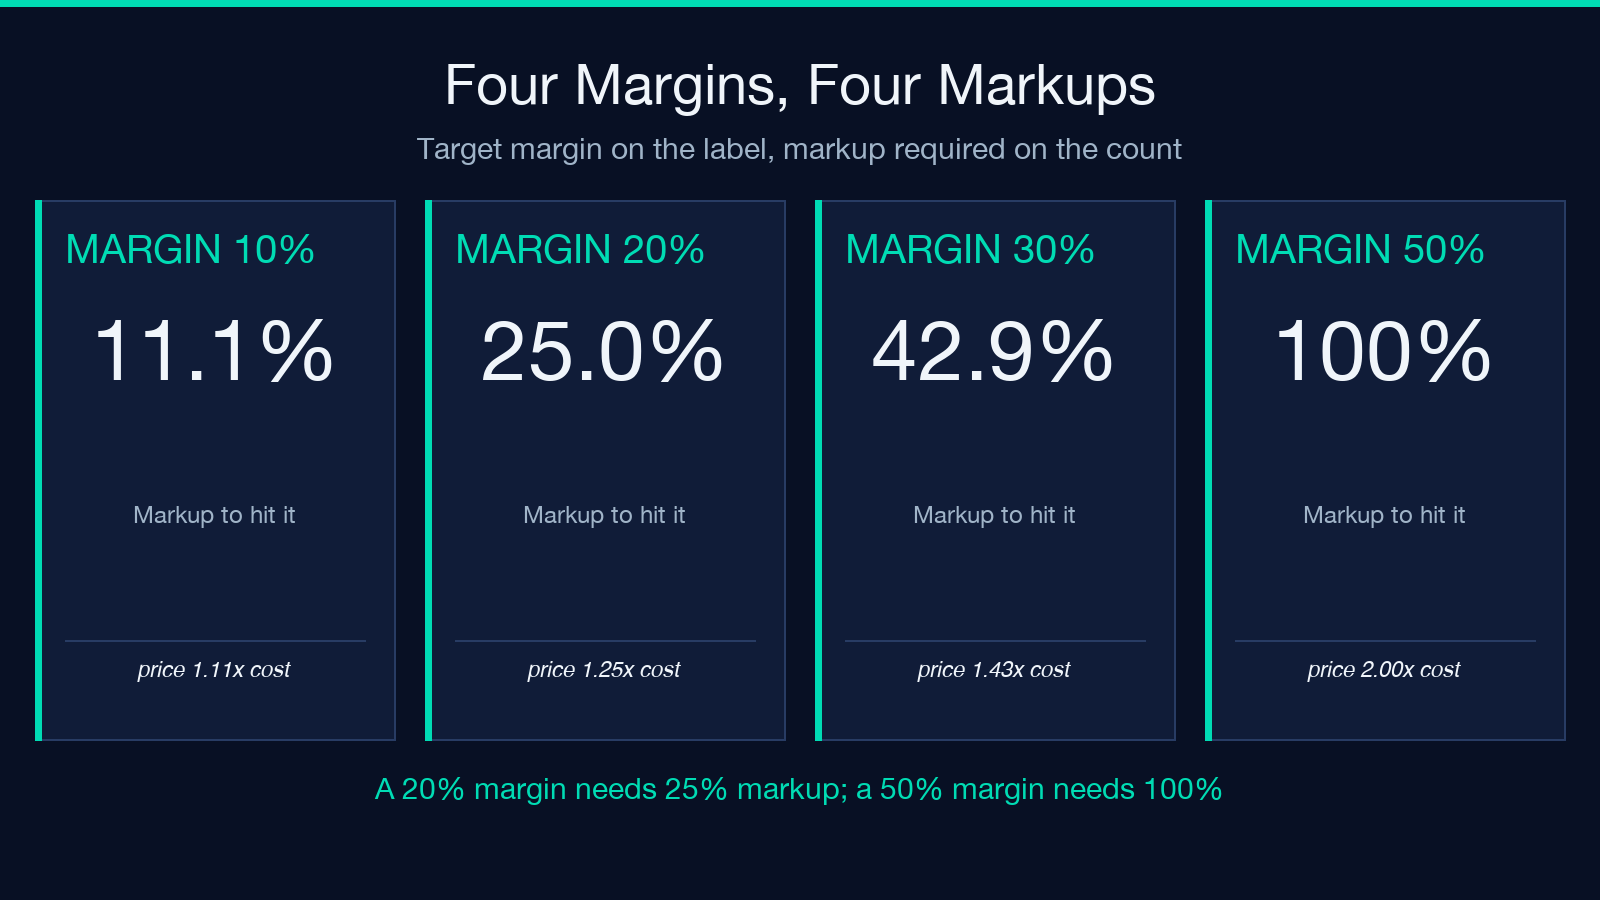 Four Margins, Four Markups
Target margin on the label, markup required on the count
MARGIN 10%
11.1%
Markup to hit it
price 1.11x cost
MARGIN 20%
25.0%
Markup to hit it
price 1.25x cost
MARGIN 30%
42.9%
Markup to hit it
price 1.43x cost
MARGIN 50%
100%
Markup to hit it
price 2.00x cost
A 20% margin needs 25% markup; a 50% margin needs 100%